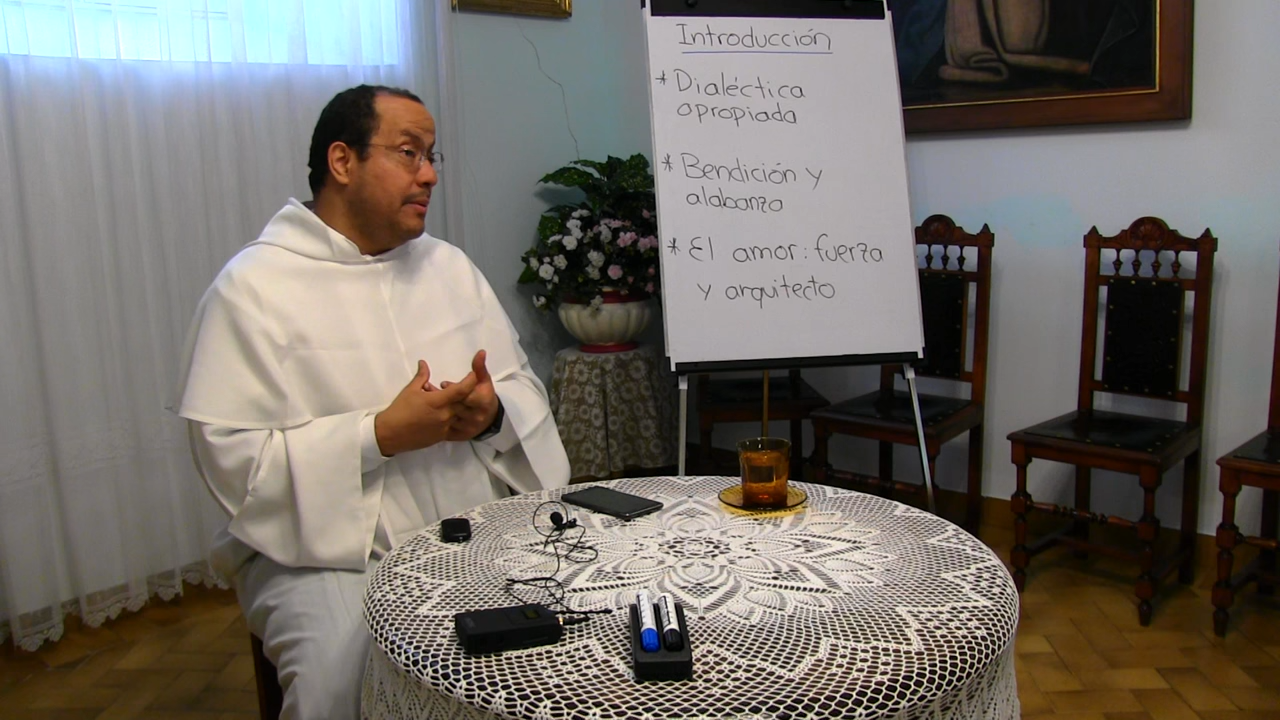 Introducción
* Dialéctica
apropiada
* Bendición y
alabanza
* El amor: fuerza
y arquitecto